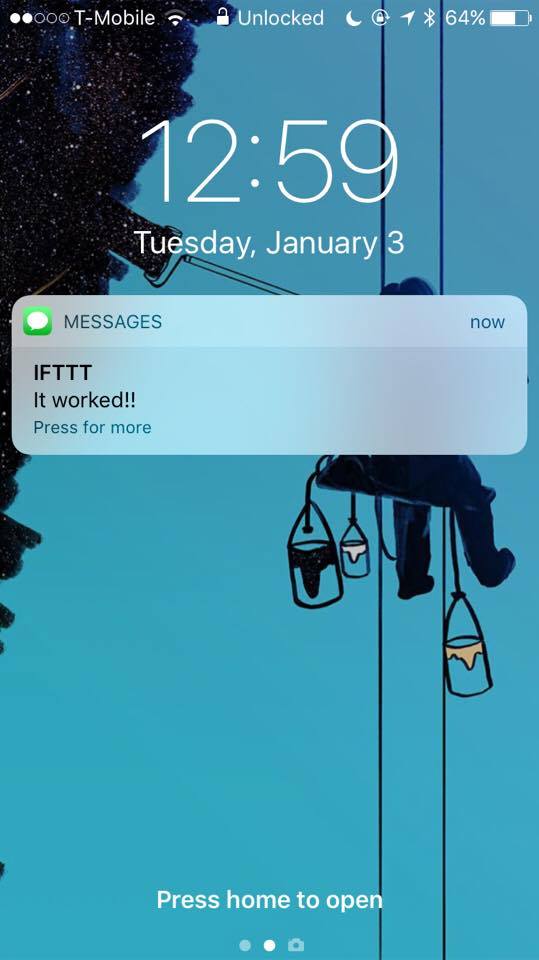 T-Mobile Unlocked 64%
12:59
Tuesday, January 3
MESSAGES now
IFTTT
It worked!!
Press for more
Press home to open